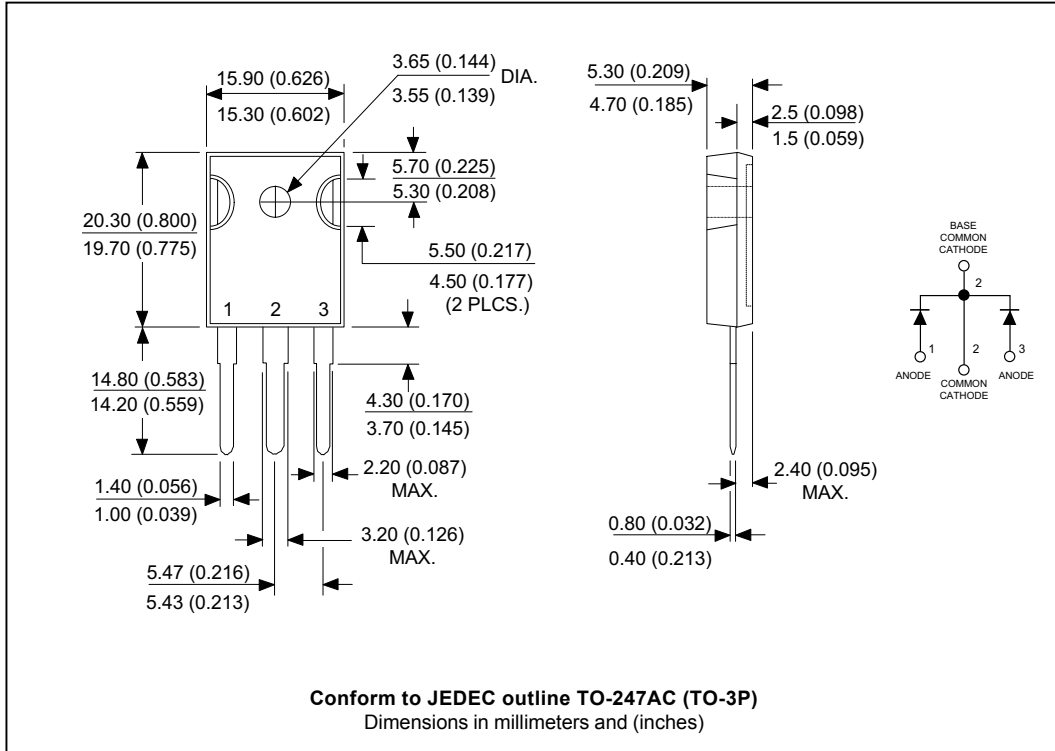 15.90 (0.626)
15.30 (0.602)
3.65 (0.144)
3.55 (0.139)
DIA.
5.70 (0.225)
5.30 (0.208)
20.30 (0.800)
19.70 (0.775)
5.50 (0.217)
4.50 (0.177)
(2 PLCS.)
1 2 3
14.80 (0.583)
14.20 (0.559)
4.30 (0.170)
3.70 (0.145)
2.20 (0.087)
MAX.
1.40 (0.056)
1.00 (0.039)
3.20 (0.126)
MAX.
5.47 (0.216)
5.43 (0.213)
5.30 (0.209)
4.70 (0.185)
2.5 (0.098)
1.5 (0.059)
2.40 (0.095)
MAX.
0.80 (0.032)
0.40 (0.213)
BASE
COMMON
CATHODE
2
1 2 3
ANODE
COMMON
CATHODE
ANODE
Conform to JEDEC outline TO-247AC (TO-3P)
Dimensions in millimeters and (inches)